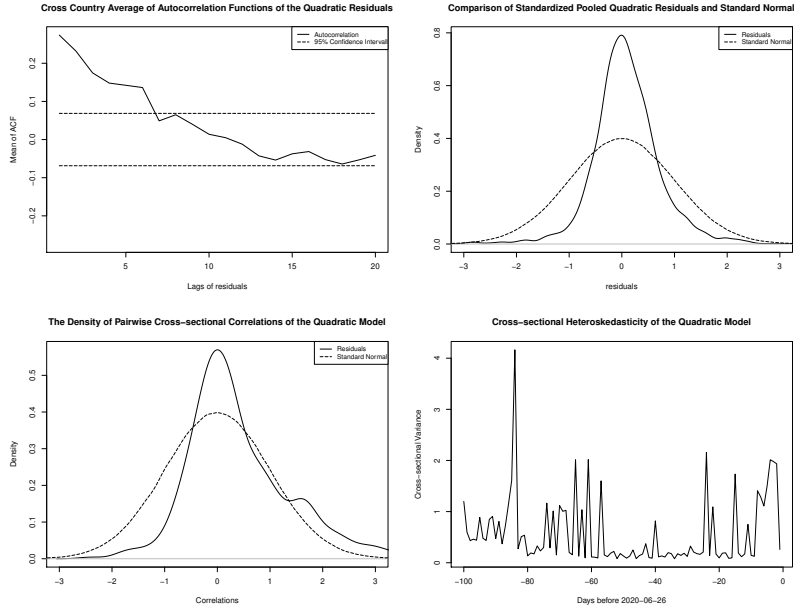 Cross Country Average of Autocorrelation Functions of the Quadratic Residuals
Autocorrelation
95% Confidence Intervall
Mean of ACF
0.2
0.1
0.0
−0.1
−0.2
5
10
15
20
Lags of residuals
Comparison of Standardized Pooled Quadratic Residuals and Standard Normal
Residuals
Standard Normal
Density
0.8
0.6
0.4
0.2
0.0
−3
−2
−1
0
1
2
3
residuals
The Density of Pairwise Cross−sectional Correlations of the Quadratic Model
Residuals
Standard Normal
Density
0.5
0.4
0.3
0.2
0.1
0.0
−3
−2
−1
0
1
2
3
Correlations
Cross−sectional Heteroskedasticity of the Quadratic Model
Cross−sectional Variance
4
3
2
1
0
−100
−80
−60
−40
−20
0
Days before 2020−06−26